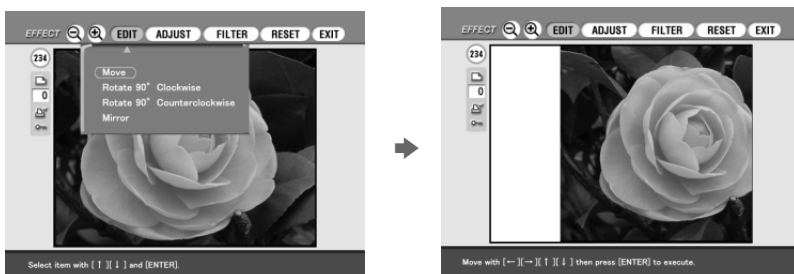 EFFECT EDIT ADJUST FILTER RESET EXIT
234
Move
Rotate 90° Clockwise
Rotate 90° Counterclockwise
Mirror
0
Select item with [ ↑ ][ ↓ ] and [ENTER].
EFFECT EDIT ADJUST FILTER RESET EXIT
234
0
Move with [ ← ][ → ][ ↑ ][ ↓ ] then press [ENTER] to execute.